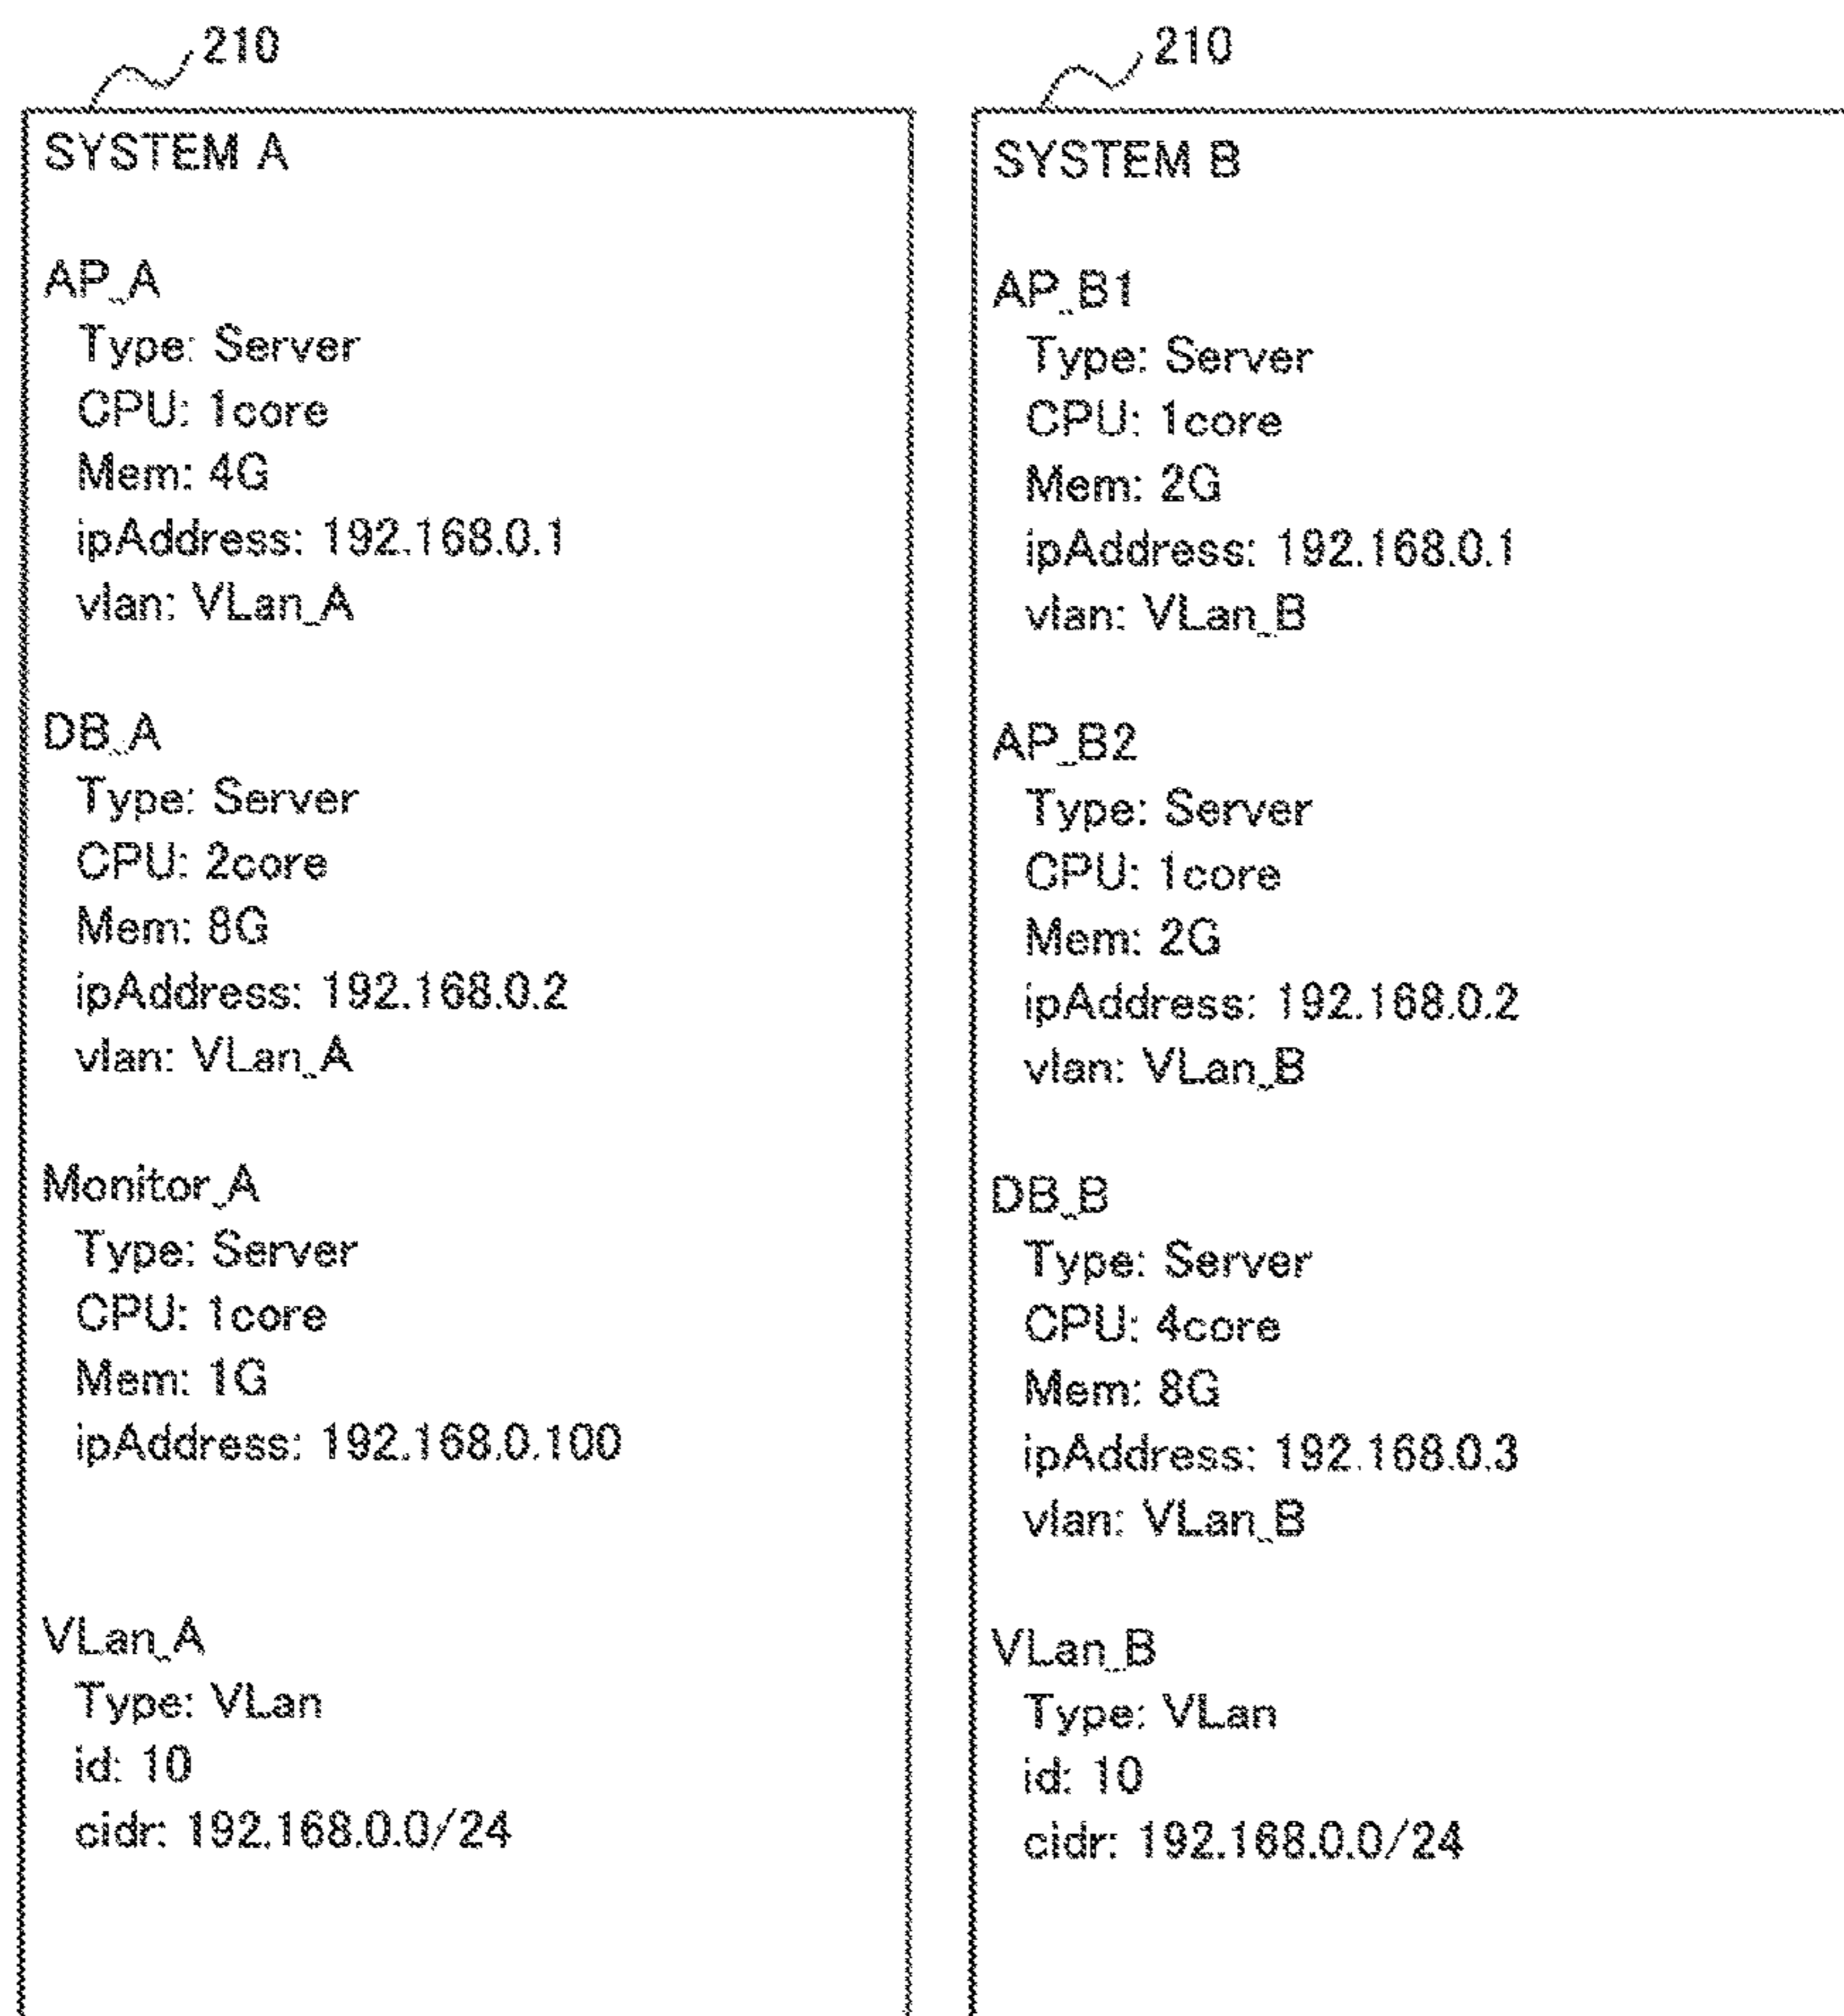 210
SYSTEM A
AP_A
Type: Server
CPU: 1core
Mem: 4G
ipAddress: 192.168.0.1
vlan: VLan_A
DB_A
Type: Server
CPU: 2core
Mem: 8G
ipAddress: 192.168.0.2
vlan: VLan_A
Monitor_A
Type: Server
CPU: 1core
Mem: 1G
ipAddress: 192.168.0.100
VLan_A
Type: VLan
id: 10
cidr: 192.168.0.0/24
210
SYSTEM B
AP_B1
Type: Server
CPU: 1core
Mem: 2G
ipAddress: 192.168.0.1
vlan: VLan_B
AP_B2
Type: Server
CPU: 1core
Mem: 2G
ipAddress: 192.168.0.2
vlan: VLan_B
DB_B
Type: Server
CPU: 4core
Mem: 8G
ipAddress: 192.168.0.3
vlan: VLan_B
VLan_B
Type: VLan
id: 10
cidr: 192.168.0.0/24